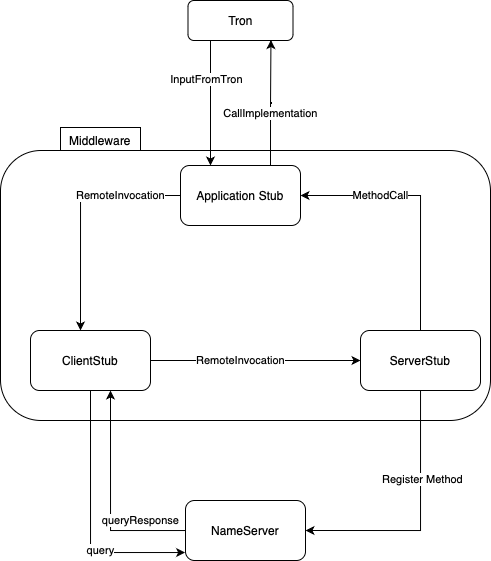 Tron
InputFromTron
CallImplementation
Middleware
Application Stub
RemoteInvocation
MethodCall
ClientStub
RemoteInvocation
ServerStub
Register Method
queryResponse
NameServer
query